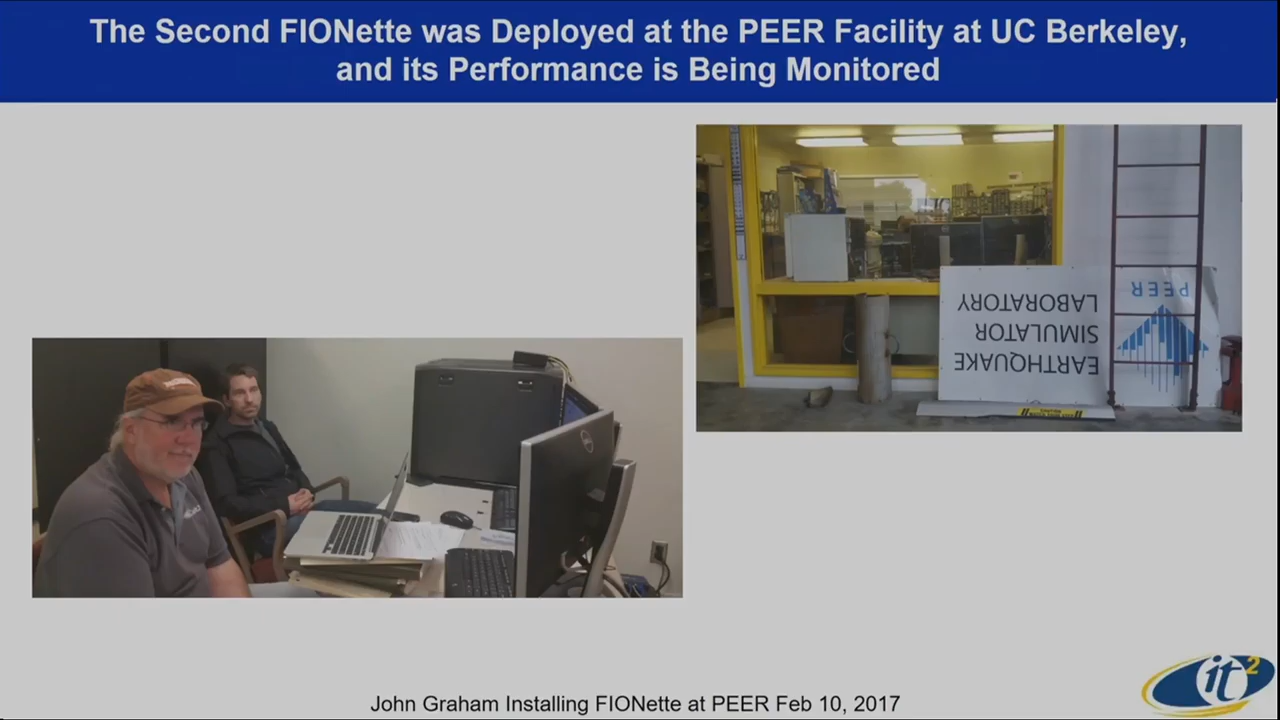 The Second FIONette was Deployed at the PEER Facility at UC Berkeley,
and its Performance is Being Monitored
PEER
EARTHQUAKE
SIMULATOR
LABORATORY
John Graham Installing FIONette at PEER Feb 10, 2017
it2